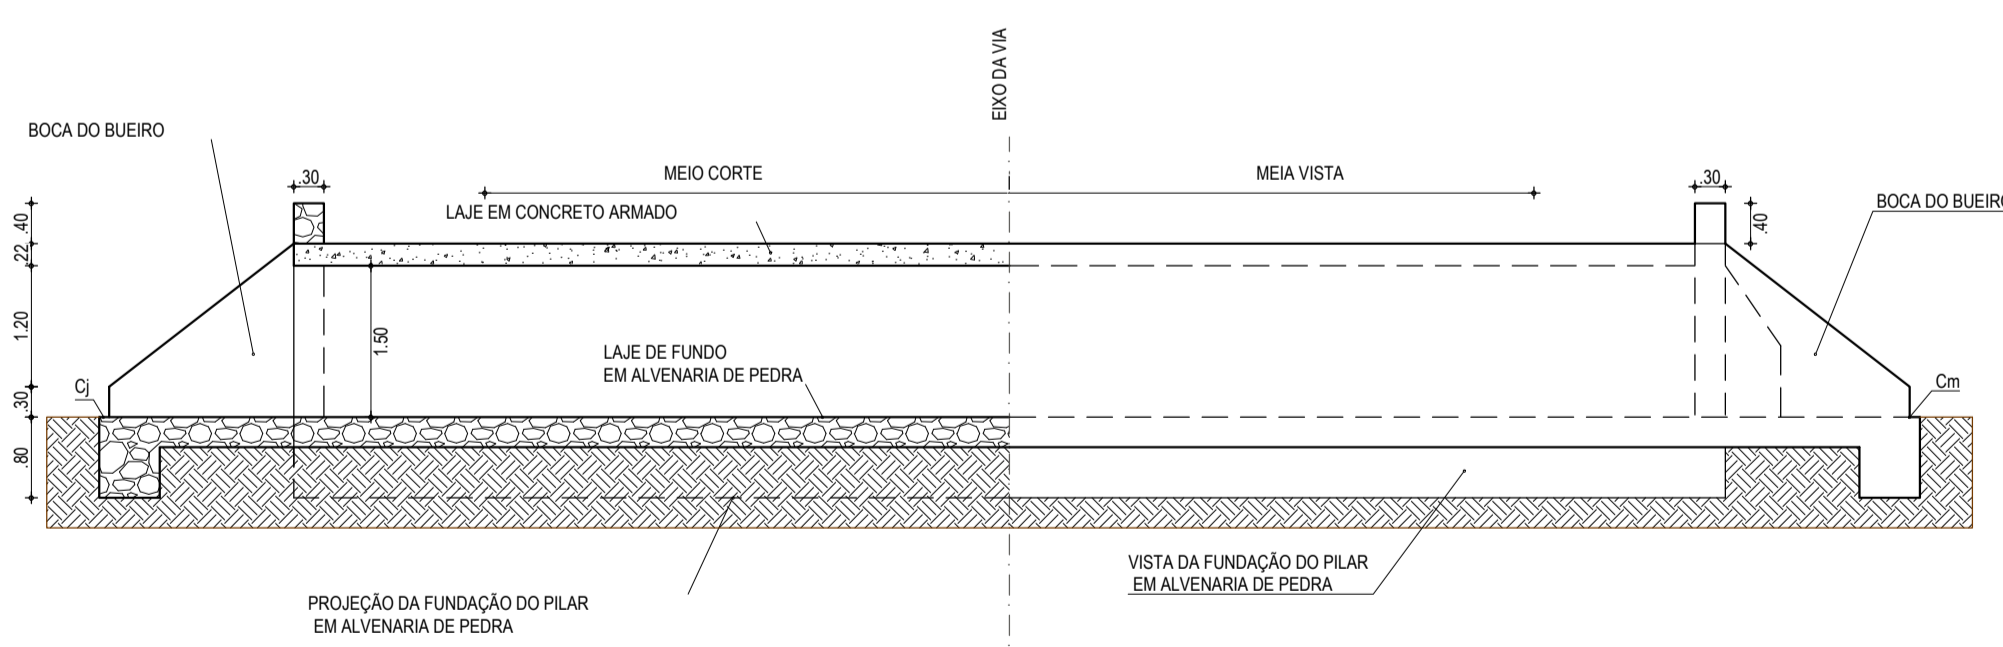 EIXO DA VIA
BOCA DO BUEIRO
MEIO CORTE
MEIA VISTA
.30
.30
BOCA DO BUEIRO
LAJE EM CONCRETO ARMADO
.40
.40
.22
1.20
1.50
LAJE DE FUNDO
EM ALVENARIA DE PEDRA
Cj
Cm
.30
.80
VISTA DA FUNDAÇÃO DO PILAR
EM ALVENARIA DE PEDRA
PROJEÇÃO DA FUNDAÇÃO DO PILAR
EM ALVENARIA DE PEDRA